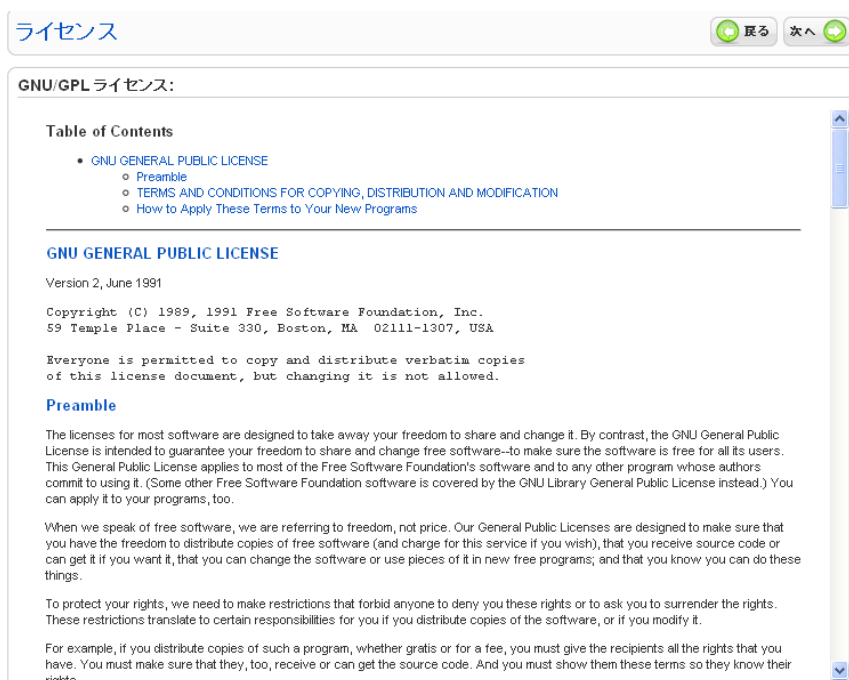 ライセンス
戻る
次へ
GNU/GPL ライセンス:
Table of Contents
GNU GENERAL PUBLIC LICENSE
Preamble
TERMS AND CONDITIONS FOR COPYING, DISTRIBUTION AND MODIFICATION
How to Apply These Terms to Your New Programs
GNU GENERAL PUBLIC LICENSE
Version 2, June 1991
Copyright (C) 1989, 1991 Free Software Foundation, Inc.
59 Temple Place - Suite 330, Boston, MA  02111-1307, USA
Everyone is permitted to copy and distribute verbatim copies
of this license document, but changing it is not allowed.
Preamble
The licenses for most software are designed to take away your freedom to share and change it. By contrast, the GNU General Public
License is intended to guarantee your freedom to share and change free software--to make sure the software is free for all its users.
This General Public License applies to most of the Free Software Foundation's software and to any other program whose authors
commit to using it. (Some other Free Software Foundation software is covered by the GNU Library General Public License instead.) You
can apply it to your programs, too.
When we speak of free software, we are referring to freedom, not price. Our General Public Licenses are designed to make sure that
you have the freedom to distribute copies of free software (and charge for this service if you wish), that you receive source code or
can get it if you want it, that you can change the software or use pieces of it in new free programs; and that you know you can do these
things.
To protect your rights, we need to make restrictions that forbid anyone to deny you these rights or to ask you to surrender the rights.
These restrictions translate to certain responsibilities for you if you distribute copies of the software, or if you modify it.
For example, if you distribute copies of such a program, whether gratis or for a fee, you must give the recipients all the rights that you
have. You must make sure that they, too, receive or can get the source code. And you must show them these terms so they know their
rights.